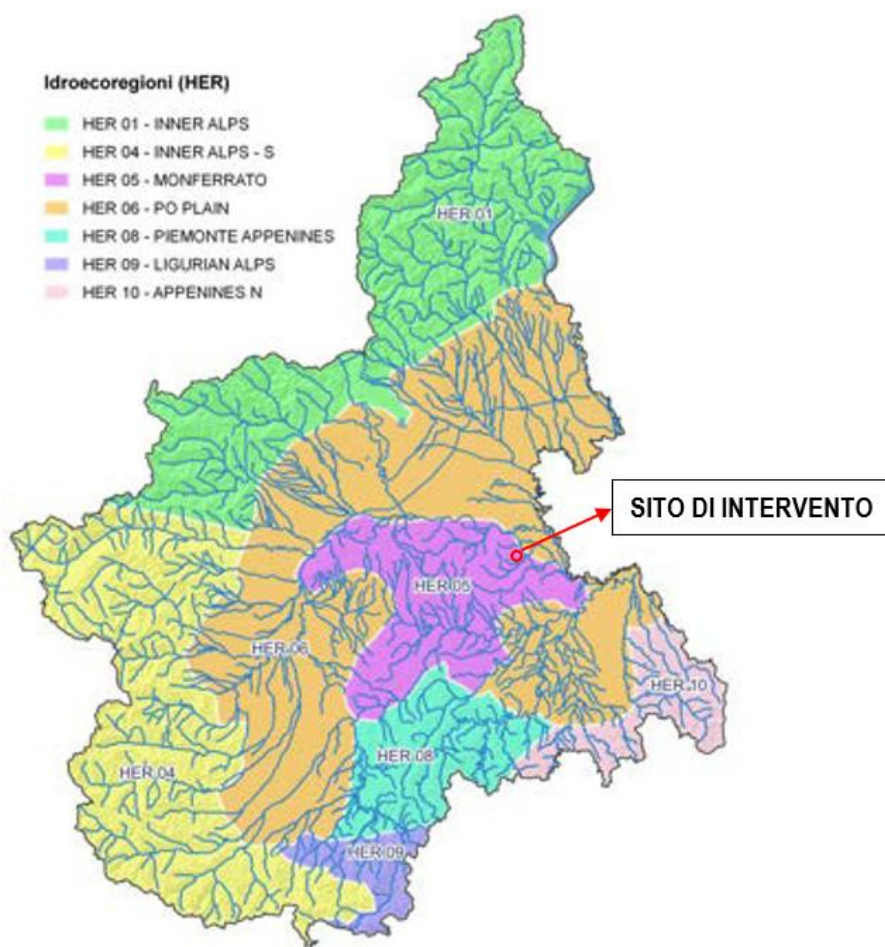 Idroecoregioni (HER)
HER 01 - INNER ALPS
HER 04 - INNER ALPS - S
HER 05 - MONFERRATO
HER 06 - PO PLAIN
HER 08 - PIEMONTE APPENINES
HER 09 - LIGURIAN ALPS
HER 10 - APPENINES N
HER 01
SITO DI INTERVENTO
HER 05
HER 06
HER 10
HER 08
HER 04
HER 09